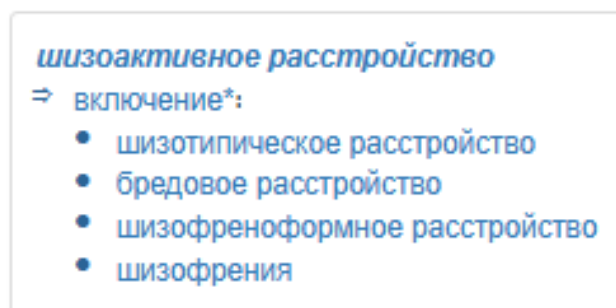 шизоактивное расстройство
⇒ включение*:
• шизотипическое расстройство
• бредовое расстройство
• шизофреноформное расстройство
• шизофрения